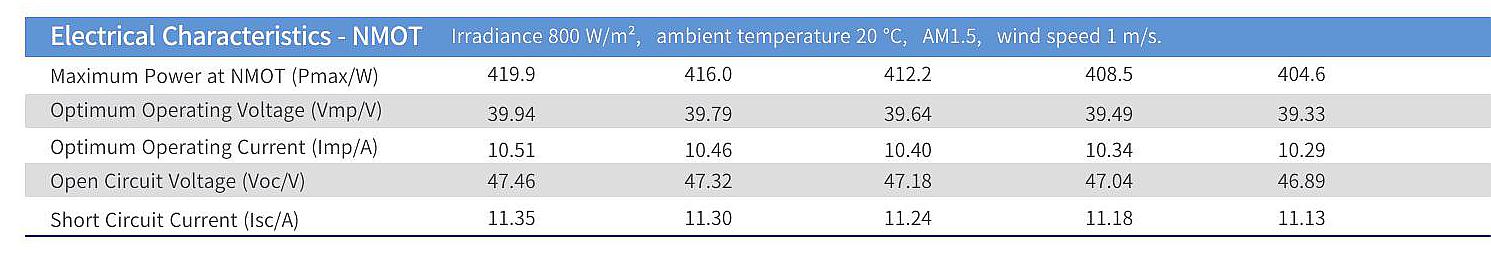 Electrical Characteristics - NMOT Irradiance 800 W/m², ambient temperature 20 °C, AM1.5, wind speed 1 m/s.
Maximum Power at NMOT (Pmax/W) 419.9 416.0 412.2 408.5 404.6
Optimum Operating Voltage (Vmp/V) 39.94 39.79 39.64 39.49 39.33
Optimum Operating Current (Imp/A) 10.51 10.46 10.40 10.34 10.29
Open Circuit Voltage (Voc/V) 47.46 47.32 47.18 47.04 46.89
Short Circuit Current (Isc/A) 11.35 11.30 11.24 11.18 11.13